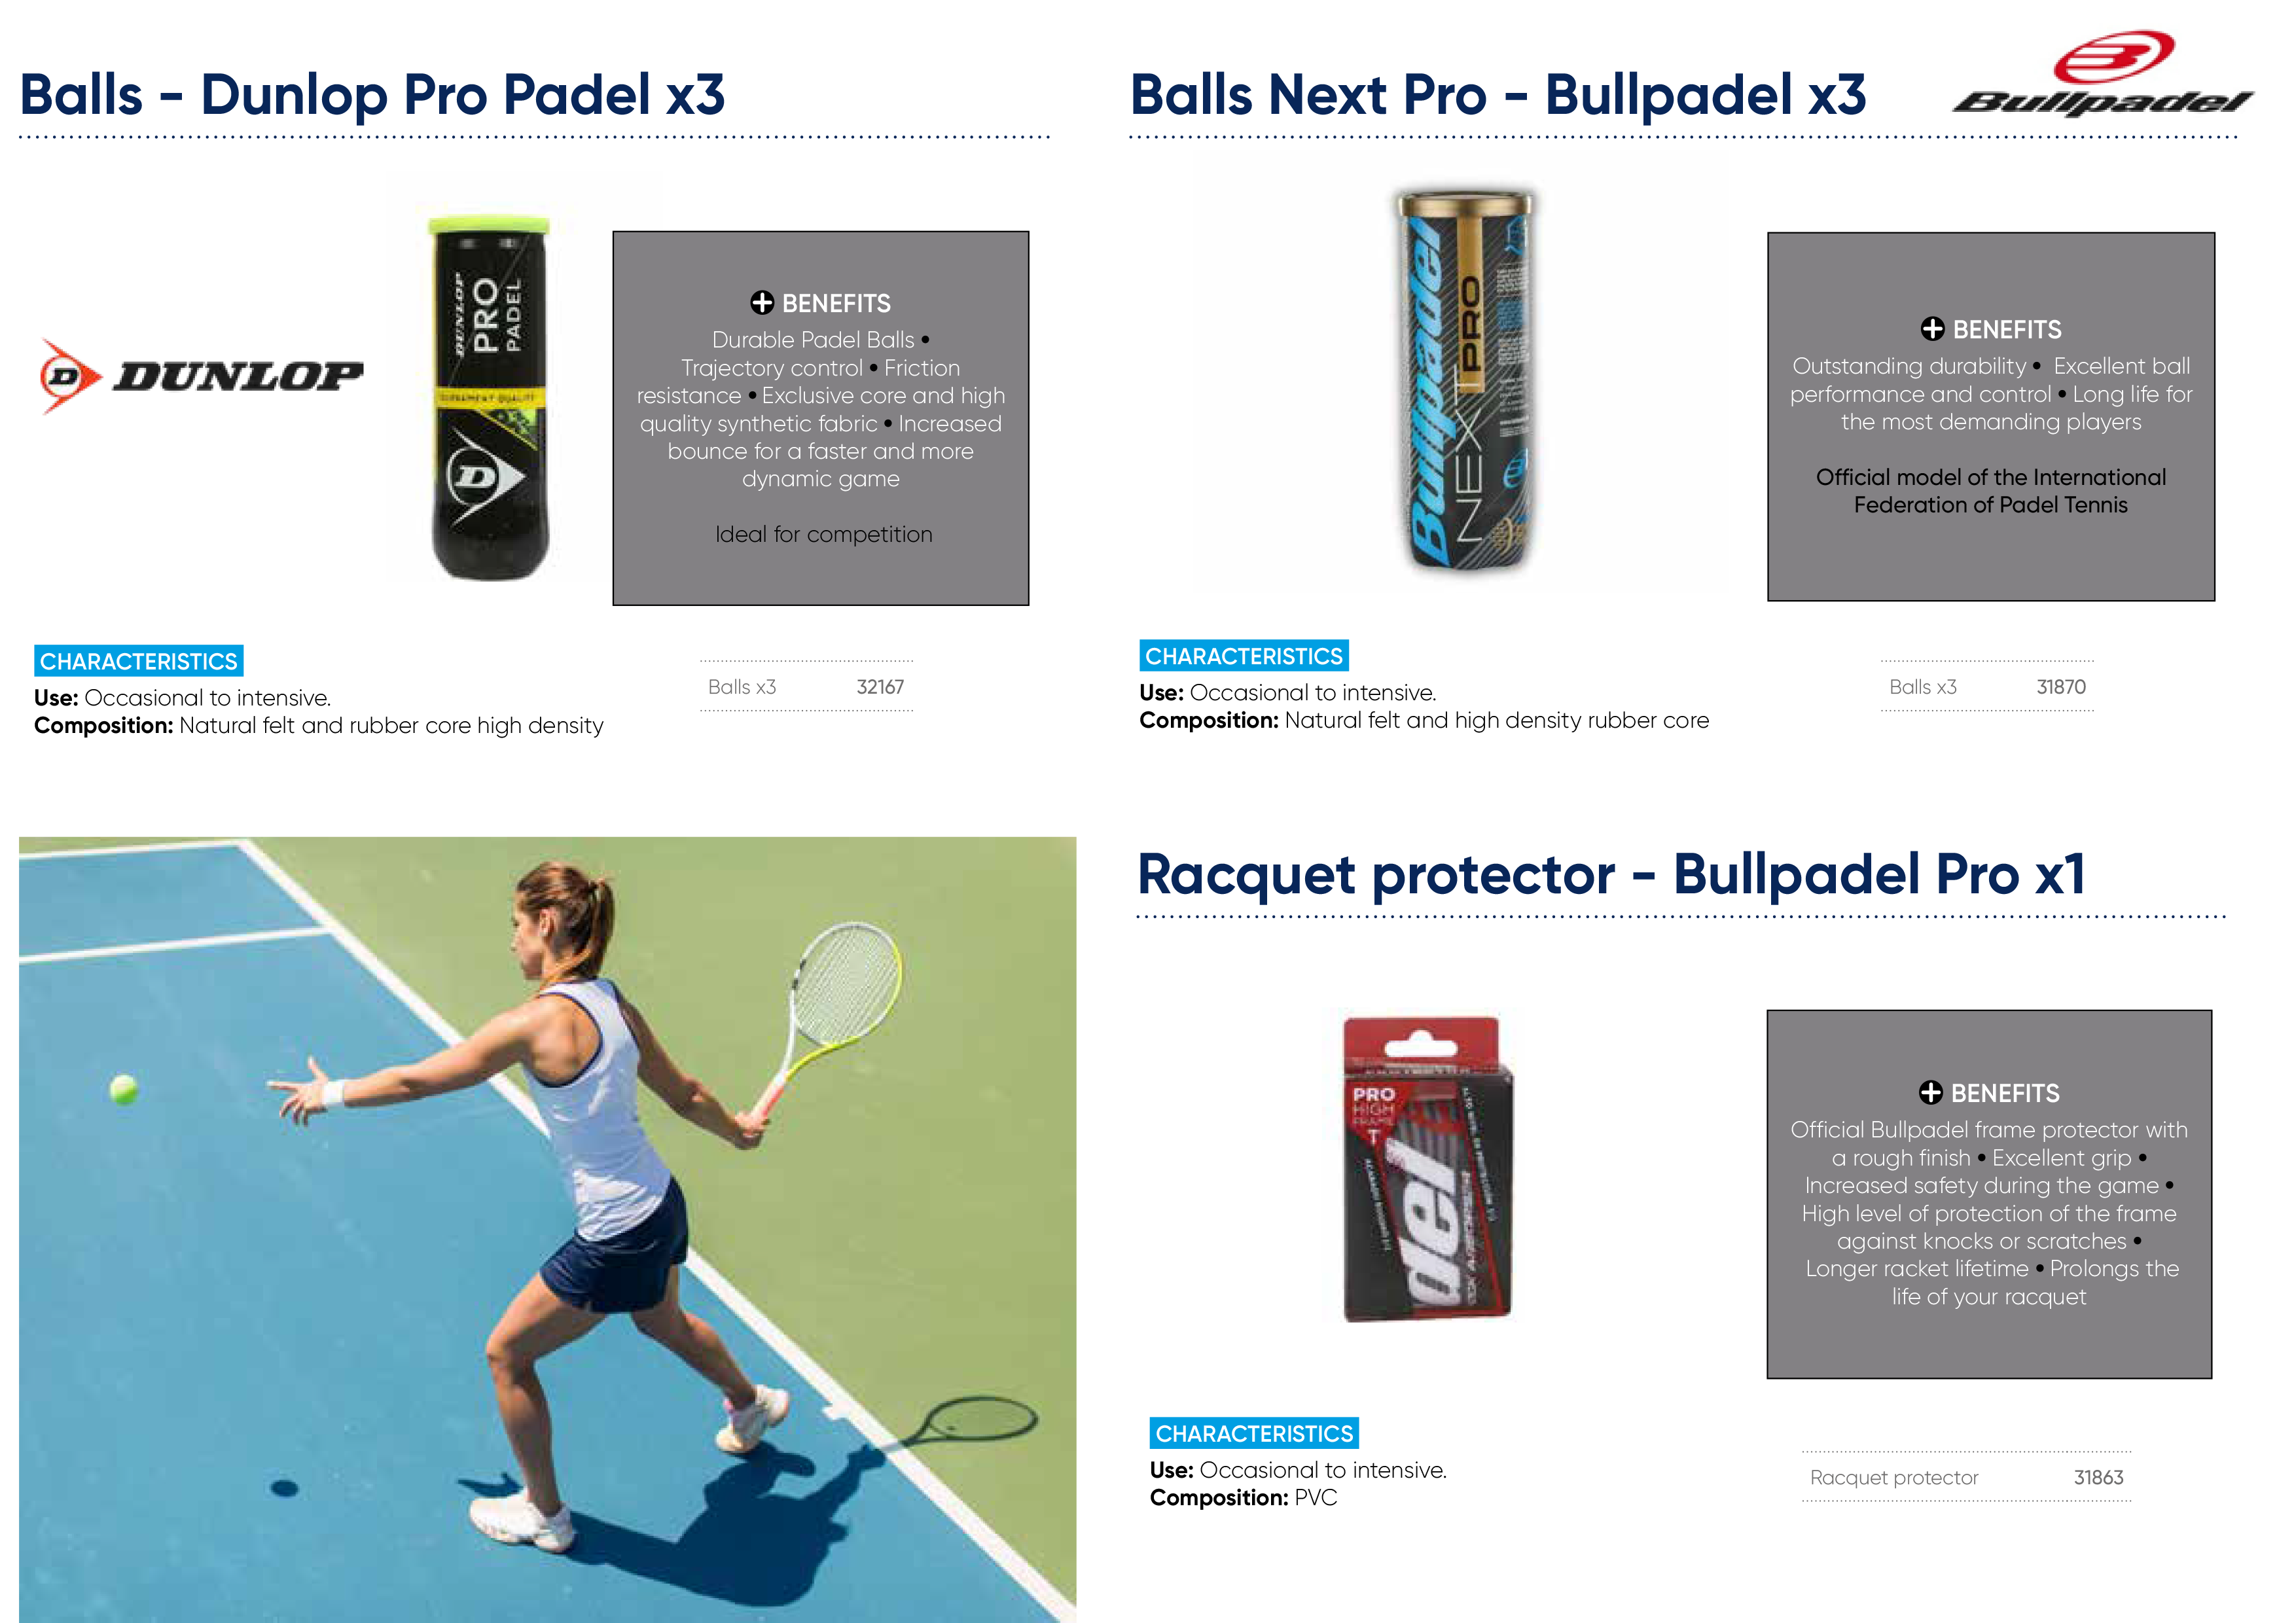 Balls - Dunlop Pro Padel x3
DUNLOP
DUNLOP
PRO
PADEL
BENEFITS
Durable Padel Balls •
Trajectory control • Friction
resistance • Exclusive core and high
quality synthetic fabric • Increased
bounce for a faster and more
dynamic game
Ideal for competition
CHARACTERISTICS
Use: Occasional to intensive.
Composition: Natural felt and rubber core high density
Balls x3 32167
Balls Next Pro - Bullpadel x3
Bullpadel
Bullpadel
NEXT PRO
BENEFITS
Outstanding durability • Excellent ball
performance and control • Long life for
the most demanding players
Official model of the International
Federation of Padel Tennis
CHARACTERISTICS
Use: Occasional to intensive.
Composition: Natural felt and high density rubber core
Balls x3 31870
Racquet protector - Bullpadel Pro x1
PRO
HIGH
FRAME
T
del
BENEFITS
Official Bullpadel frame protector with
a rough finish • Excellent grip •
Increased safety during the game •
High level of protection of the frame
against knocks or scratches •
Longer racket lifetime • Prolongs the
life of your racquet
CHARACTERISTICS
Use: Occasional to intensive.
Composition: PVC
Racquet protector 31863